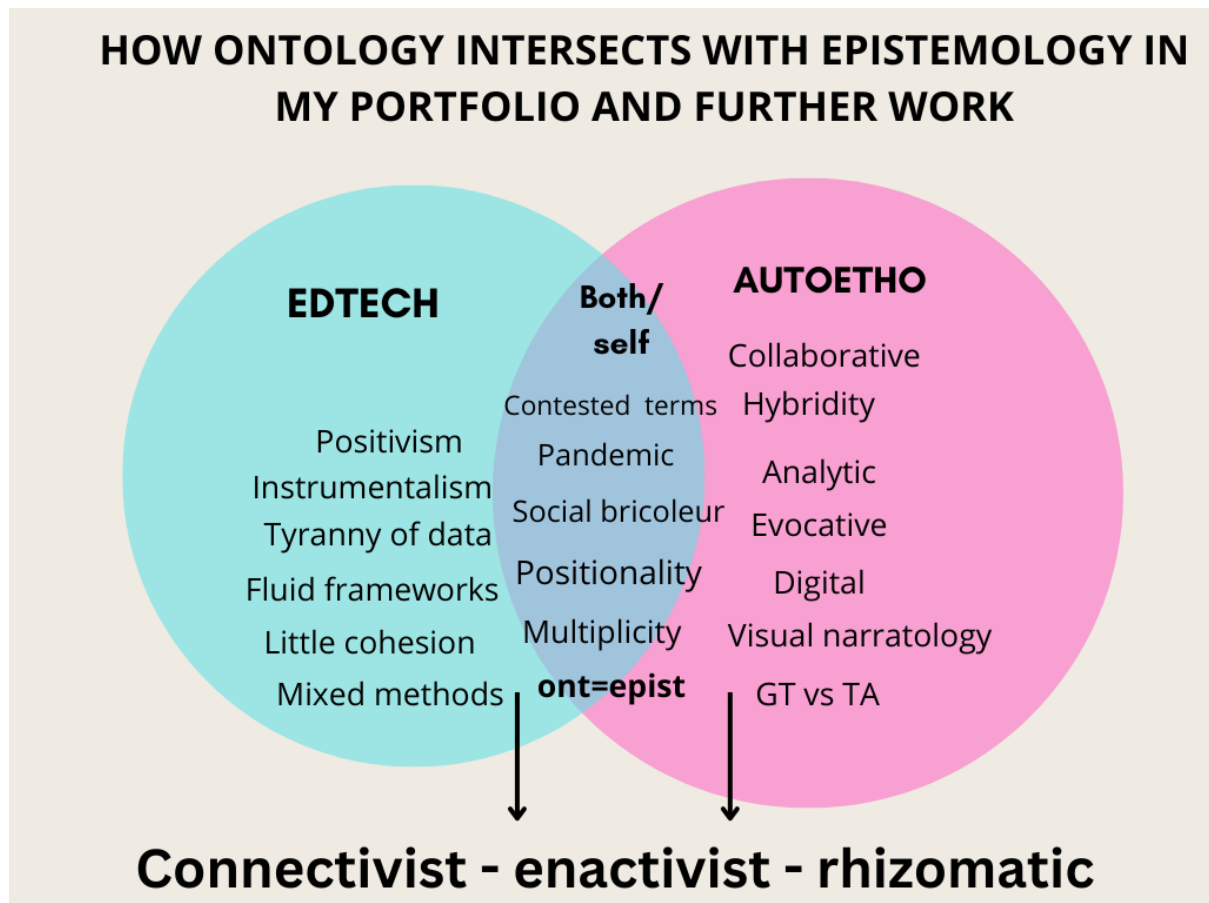 HOW ONTOLOGY INTERSECTS WITH EPISTEMOLOGY IN
MY PORTFOLIO AND FURTHER WORK
EDTECH
Positivism
Instrumentalism
Tyranny of data
Fluid frameworks
Little cohesion
Mixed methods
Both/
self
Contested terms
Pandemic
Social bricoleur
Positionality
Multiplicity
ont=epist
AUTOETHO
Collaborative
Hybridity
Analytic
Evocative
Digital
Visual narratology
GT vs TA
Connectivist - enactivist - rhizomatic